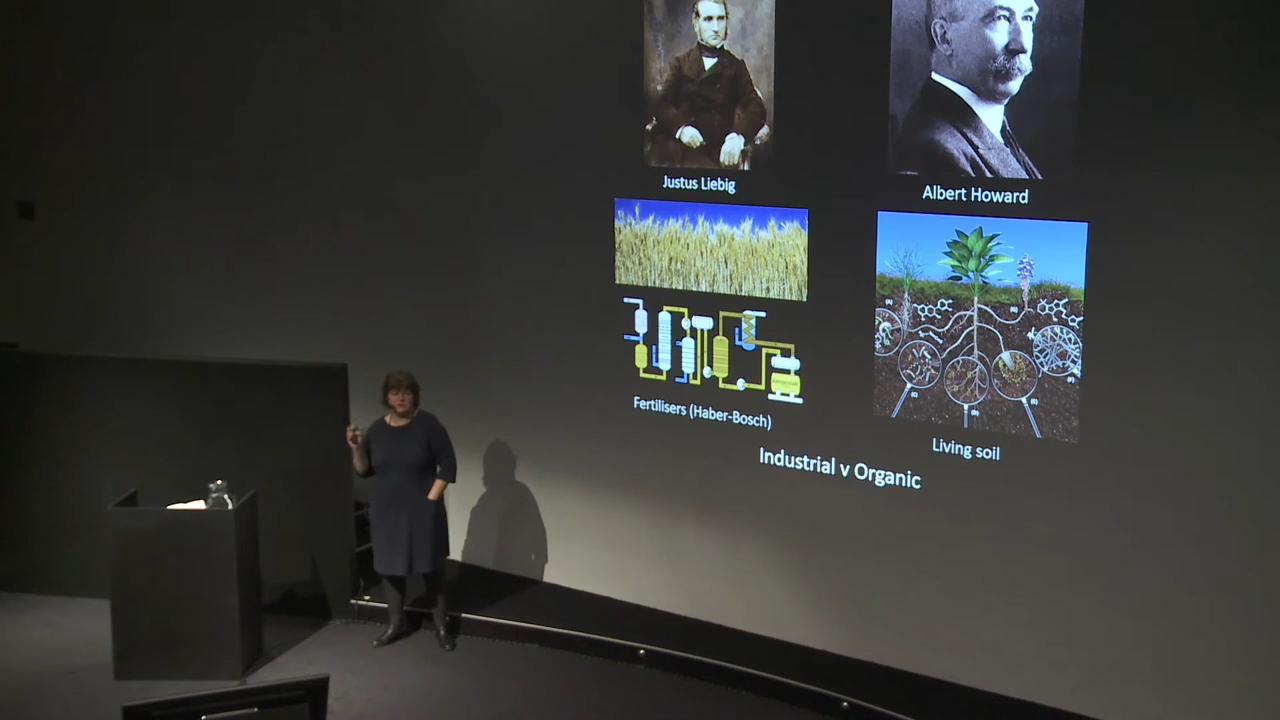 Justus Liebig
Albert Howard
Fertilisers (Haber-Bosch)
Living soil
Industrial v Organic